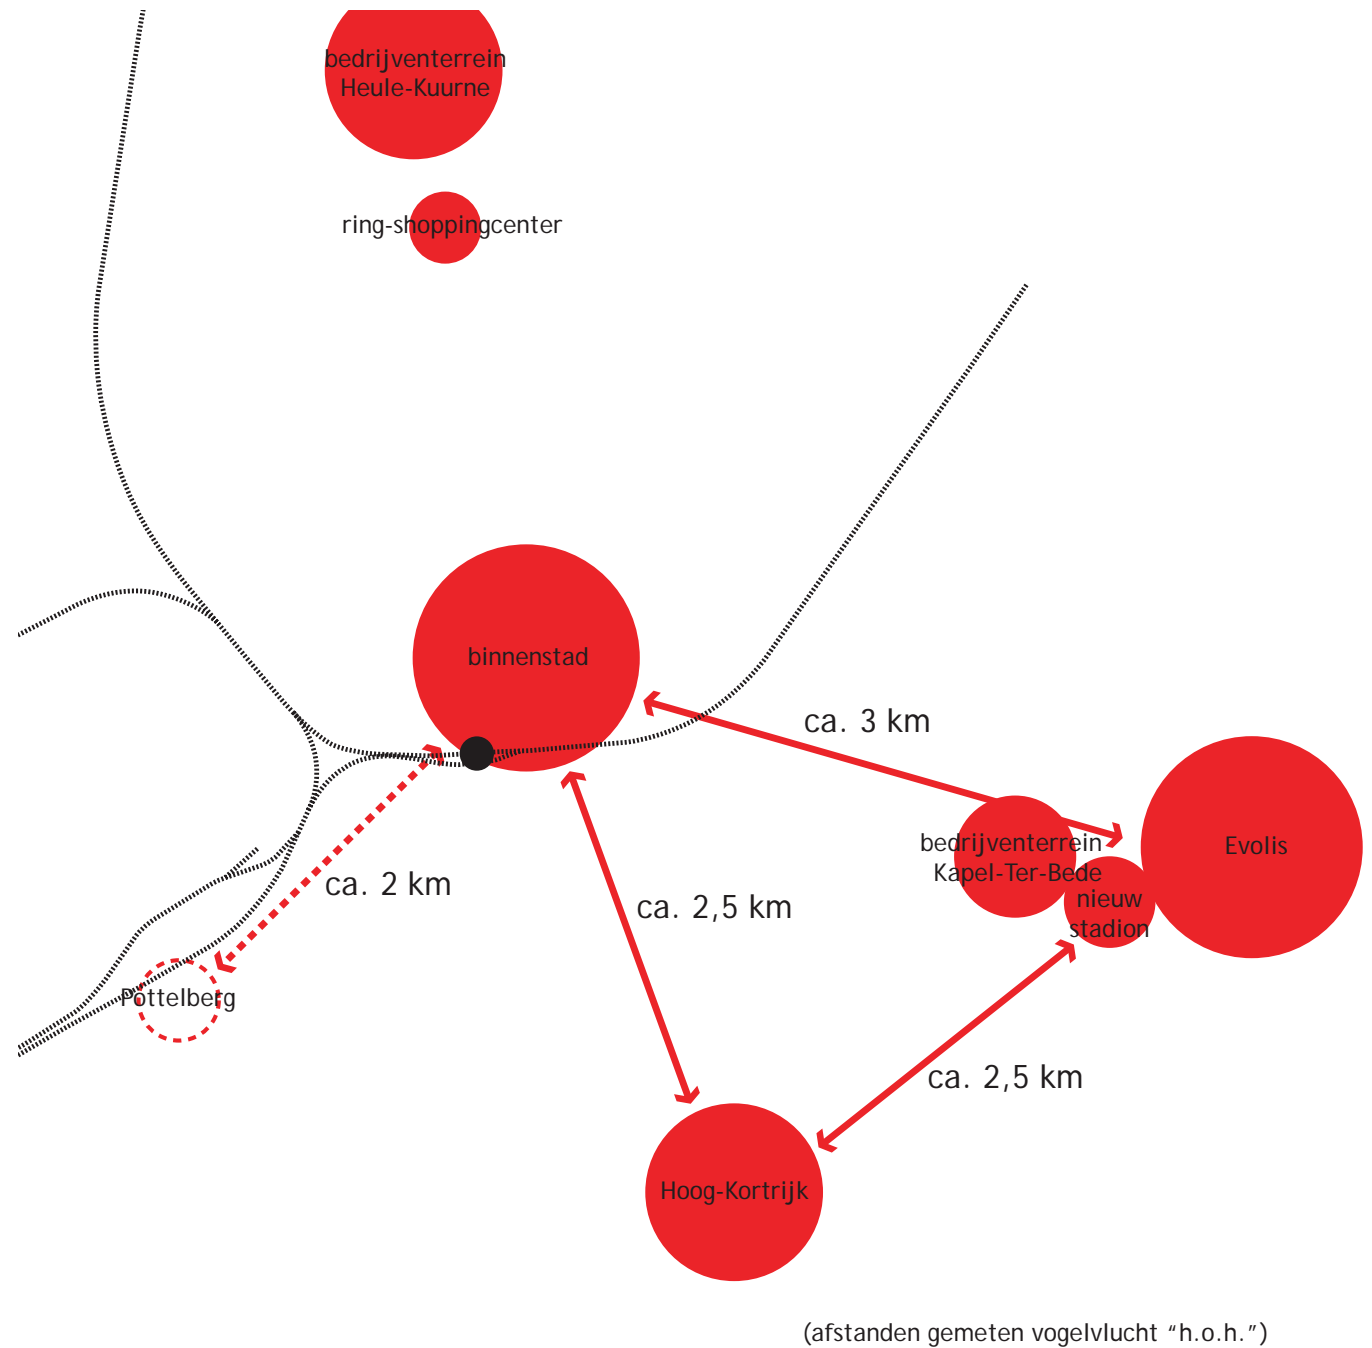 bedrijventerrein
Heule-Kuurne
ring-shoppingcenter
binnenstad
ca. 3 km
bedrijventerrein
Kapel-Ter-Bede
Evolis
nieuw
stadion
ca. 2 km
ca. 2,5 km
Pottelberg
ca. 2,5 km
Hoog-Kortrijk
(afstanden gemeten vogelvlucht “h.o.h.”)